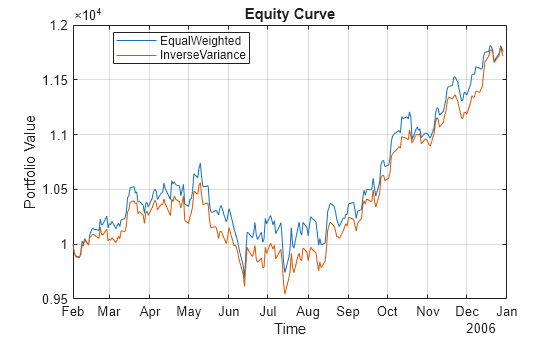 Equity Curve
×10⁴
EqualWeighted
InverseVariance
1.2
1.15
1.1
1.05
1
0.95
Portfolio Value
Feb Mar Apr May Jun Jul Aug Sep Oct Nov Dec Jan
Time
2006